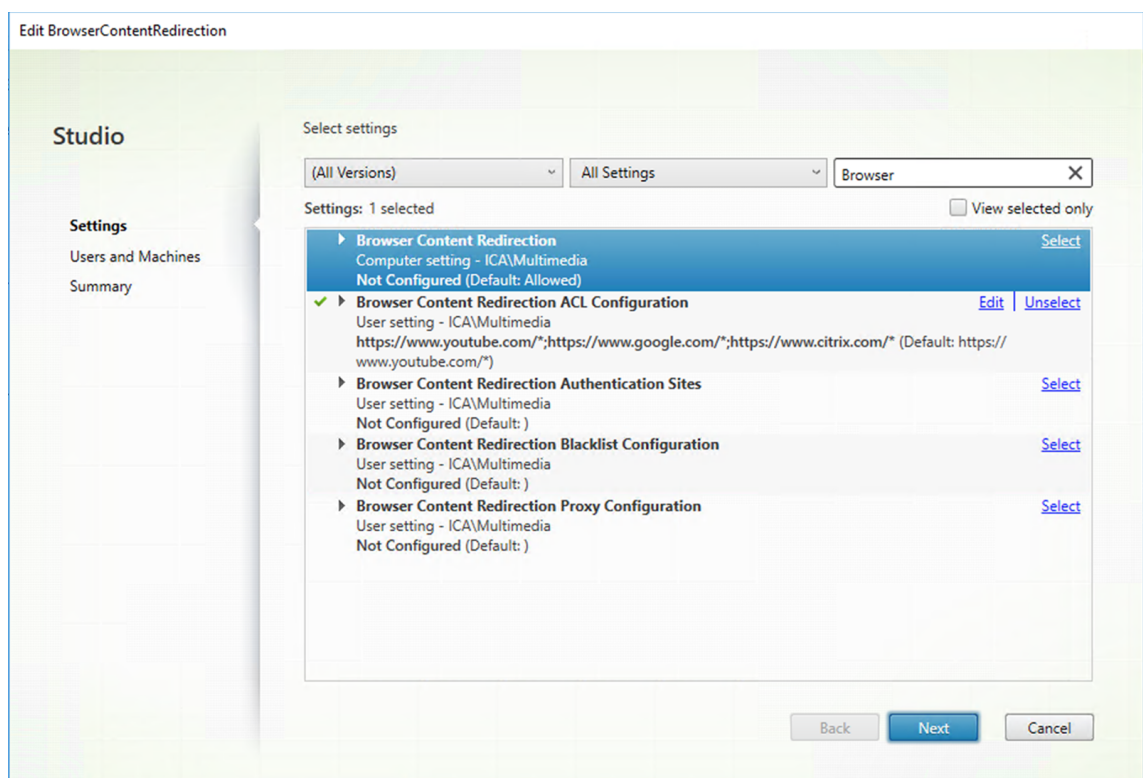 Edit BrowserContentRedirection
Studio
Settings
Users and Machines
Summary
Select settings
(All Versions) All Settings Browser
Settings: 1 selected View selected only
Browser Content Redirection Select
Computer setting - ICA\Multimedia
Not Configured (Default: Allowed)
Browser Content Redirection ACL Configuration Edit | Unselect
User setting - ICA\Multimedia
https://www.youtube.com/*;https://www.google.com/*;https://www.citrix.com/* (Default: https://
www.youtube.com/*)
Browser Content Redirection Authentication Sites Select
User setting - ICA\Multimedia
Not Configured (Default: )
Browser Content Redirection Blacklist Configuration Select
User setting - ICA\Multimedia
Not Configured (Default: )
Browser Content Redirection Proxy Configuration Select
User setting - ICA\Multimedia
Not Configured (Default: )
Back Next Cancel